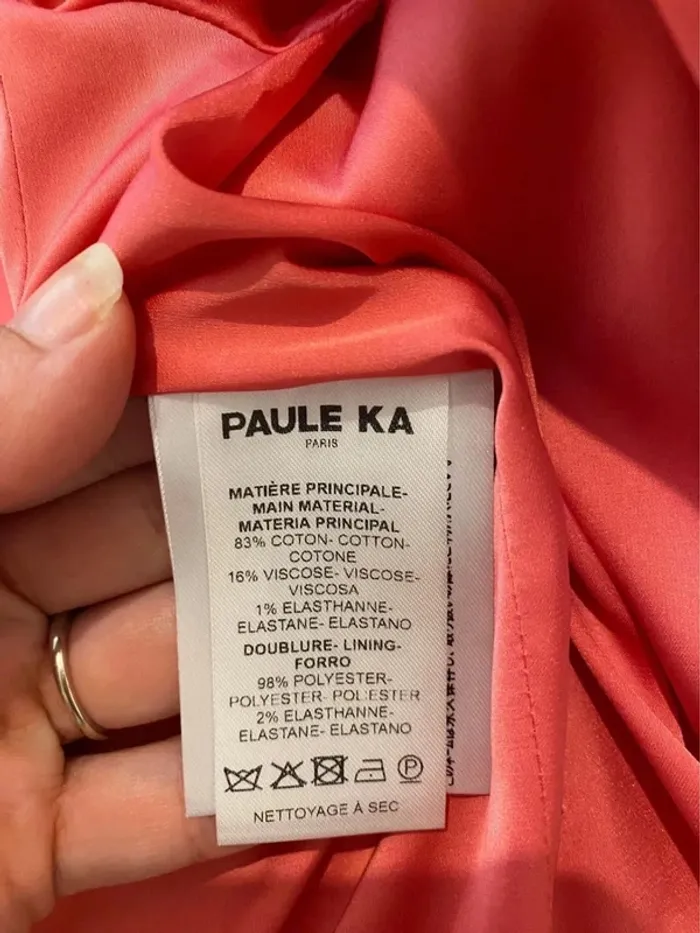 PAULE KA
PARIS
MATIÈRE PRINCIPALE-
MAIN MATERIAL-
MATERIA PRINCIPAL
83% COTON- COTTON-
COTONE
16% VISCOSE- VISCOSE-
VISCOSA
1% ELASTHANNE-
ELASTANE- ELASTANO
DOUBLURE- LINING-
FORRO
98% POLYESTER-
POLYESTER- POLIESTER
2% ELASTHANNE-
ELASTANE- ELASTANO
P
NETTOYAGE À SEC